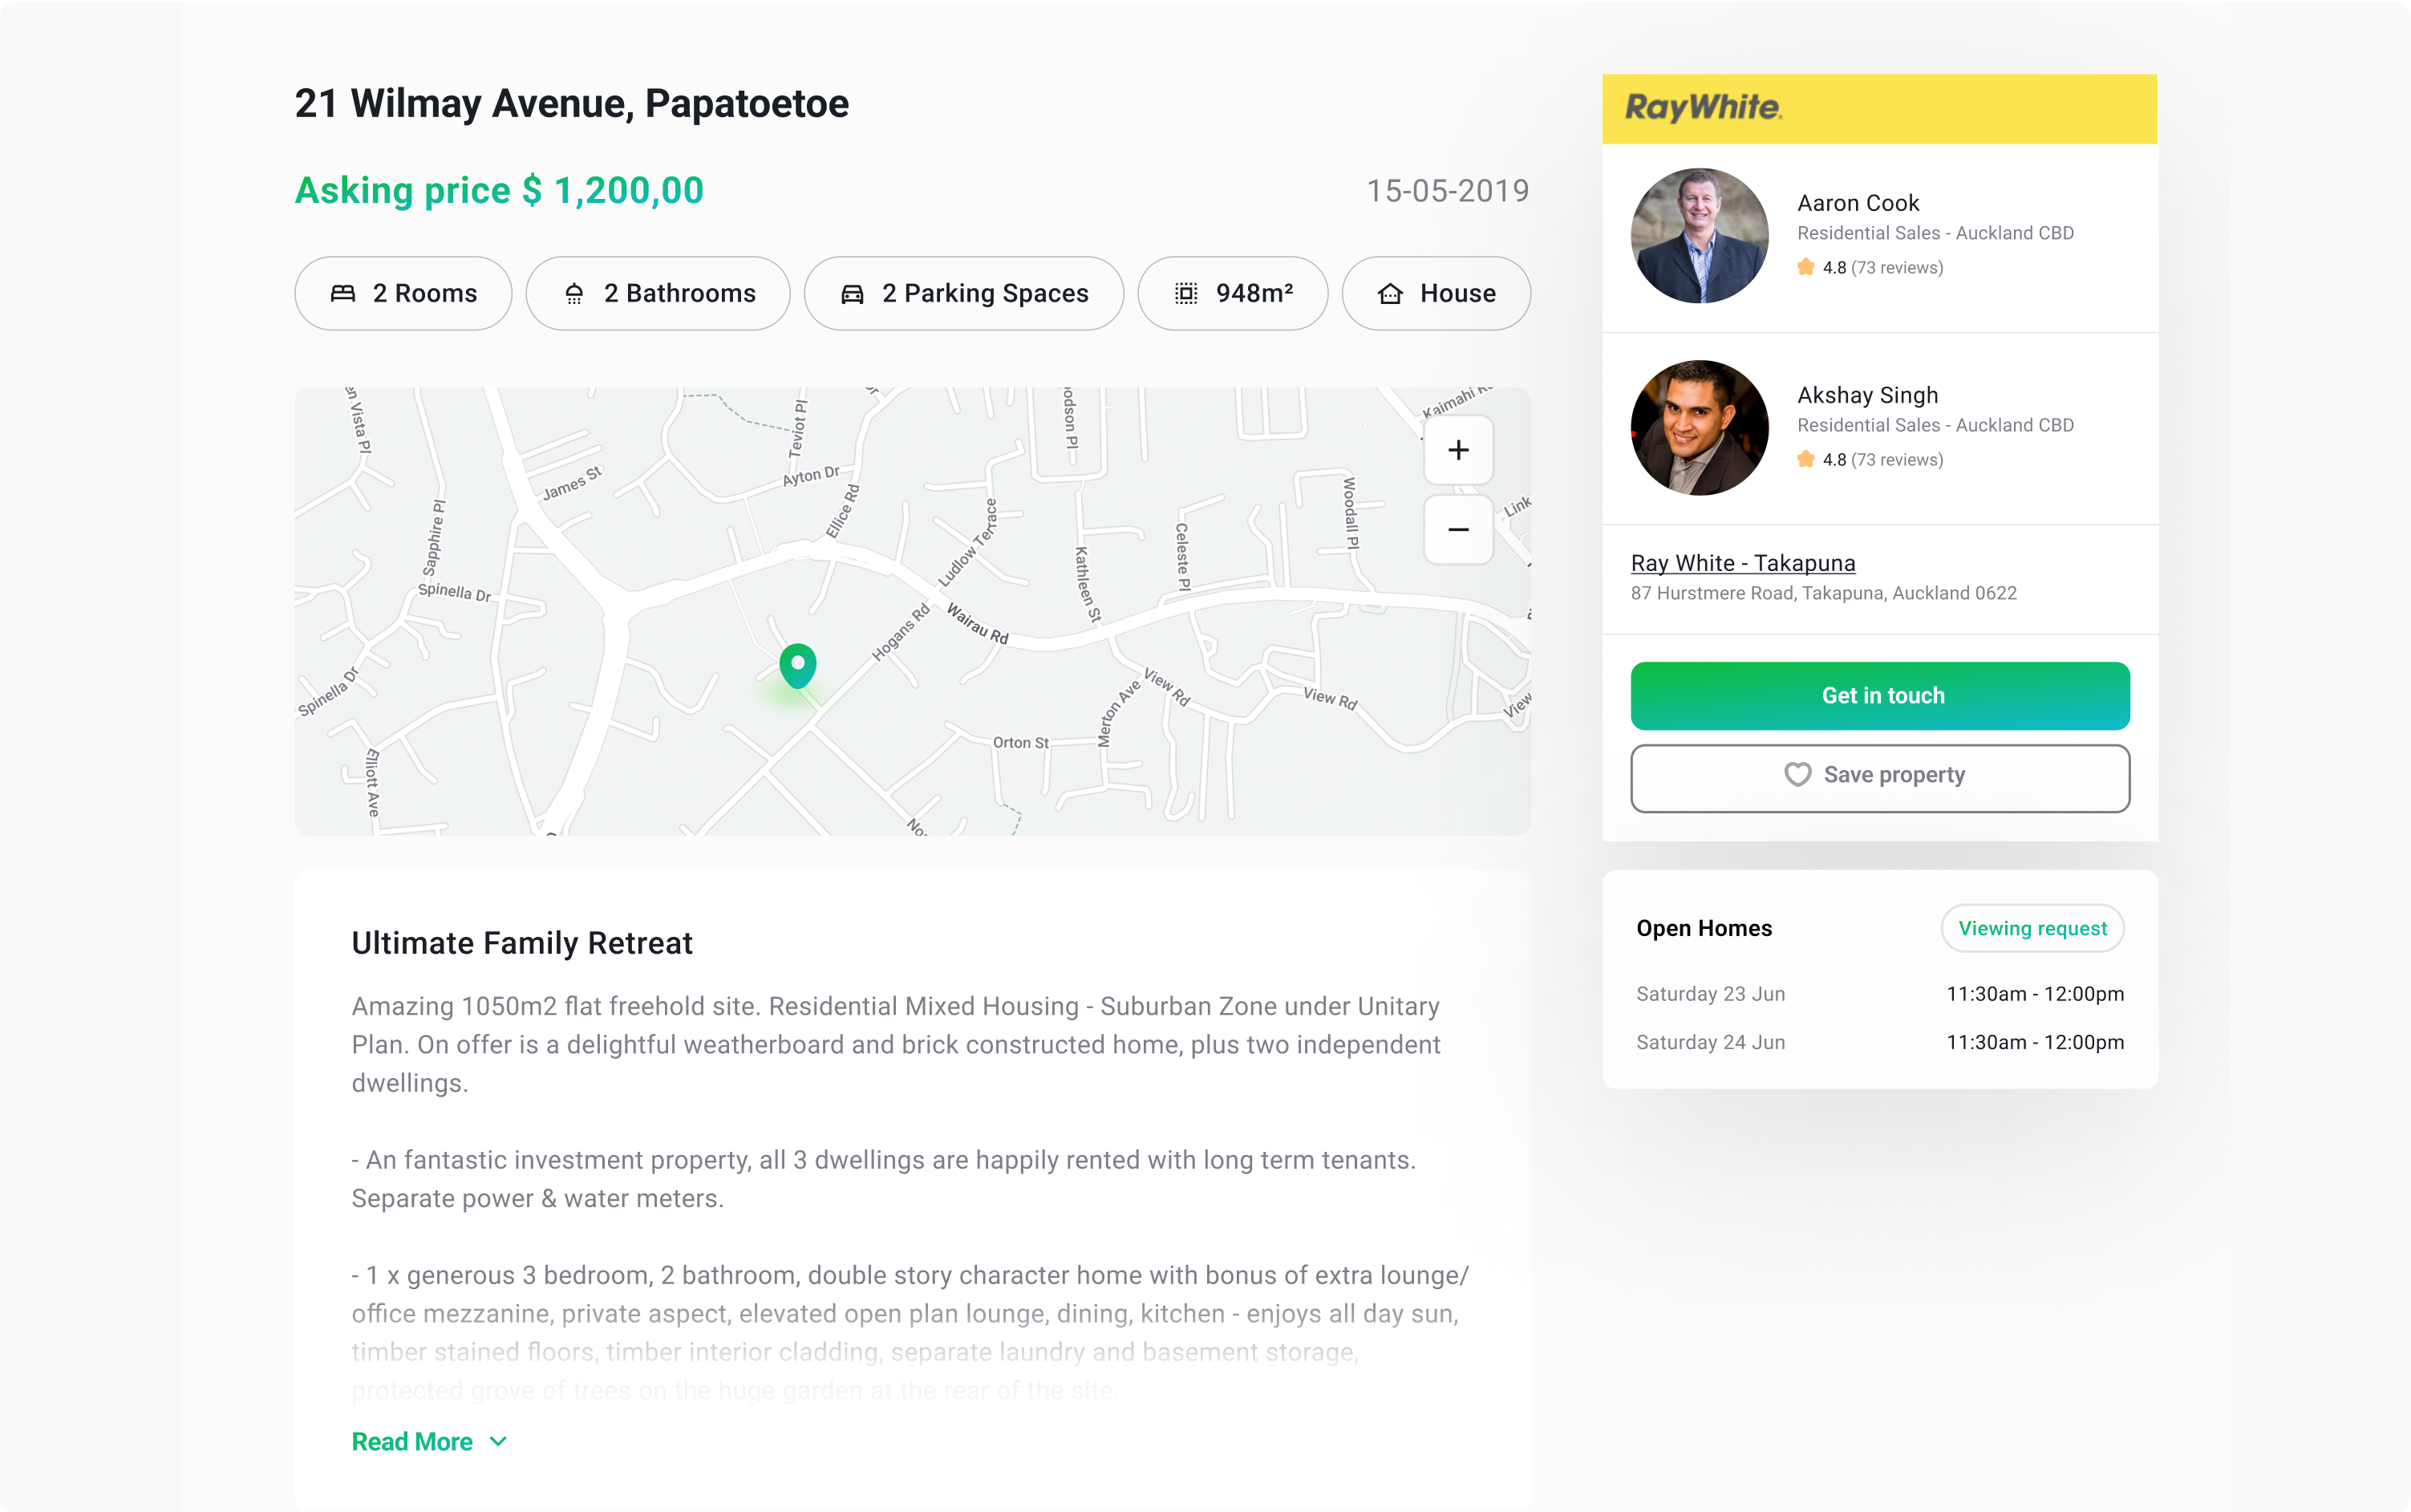 21 Wilmay Avenue, Papatoetoe
Asking price $ 1,200,00
15-05-2019
2 Rooms
2 Bathrooms
2 Parking Spaces
948m²
House
Teviot Pl
James St
Ayton Dr
Ellice Rd
Sapphire Pl
Spinella Dr
Ludlow Terrace
Kathleen St
Celeste Pl
Woodall Pl
Kaimahi
Link
Hogans Rd
Wairau Rd
Spinella Dr
View Rd
View Rd
View
Merton Ave
Orton St
Elliott Ave
Ultimate Family Retreat
Amazing 1050m2 flat freehold site. Residential Mixed Housing - Suburban Zone under Unitary
Plan. On offer is a delightful weatherboard and brick constructed home, plus two independent
dwellings.
- An fantastic investment property, all 3 dwellings are happily rented with long term tenants.
Separate power & water meters.
- 1 x generous 3 bedroom, 2 bathroom, double story character home with bonus of extra lounge/
office mezzanine, private aspect, elevated open plan lounge, dining, kitchen - enjoys all day sun,
timber stained floors, timber interior cladding, separate laundry and basement storage,
protected grove of trees on the huge garden at the rear of the site.
Read More
RayWhite.
Aaron Cook
Residential Sales - Auckland CBD
4.8 (73 reviews)
Akshay Singh
Residential Sales - Auckland CBD
4.8 (73 reviews)
Ray White - Takapuna
87 Hurstmere Road, Takapuna, Auckland 0622
Get in touch
Save property
Open Homes
Viewing request
Saturday 23 Jun
11:30am - 12:00pm
Saturday 24 Jun
11:30am - 12:00pm